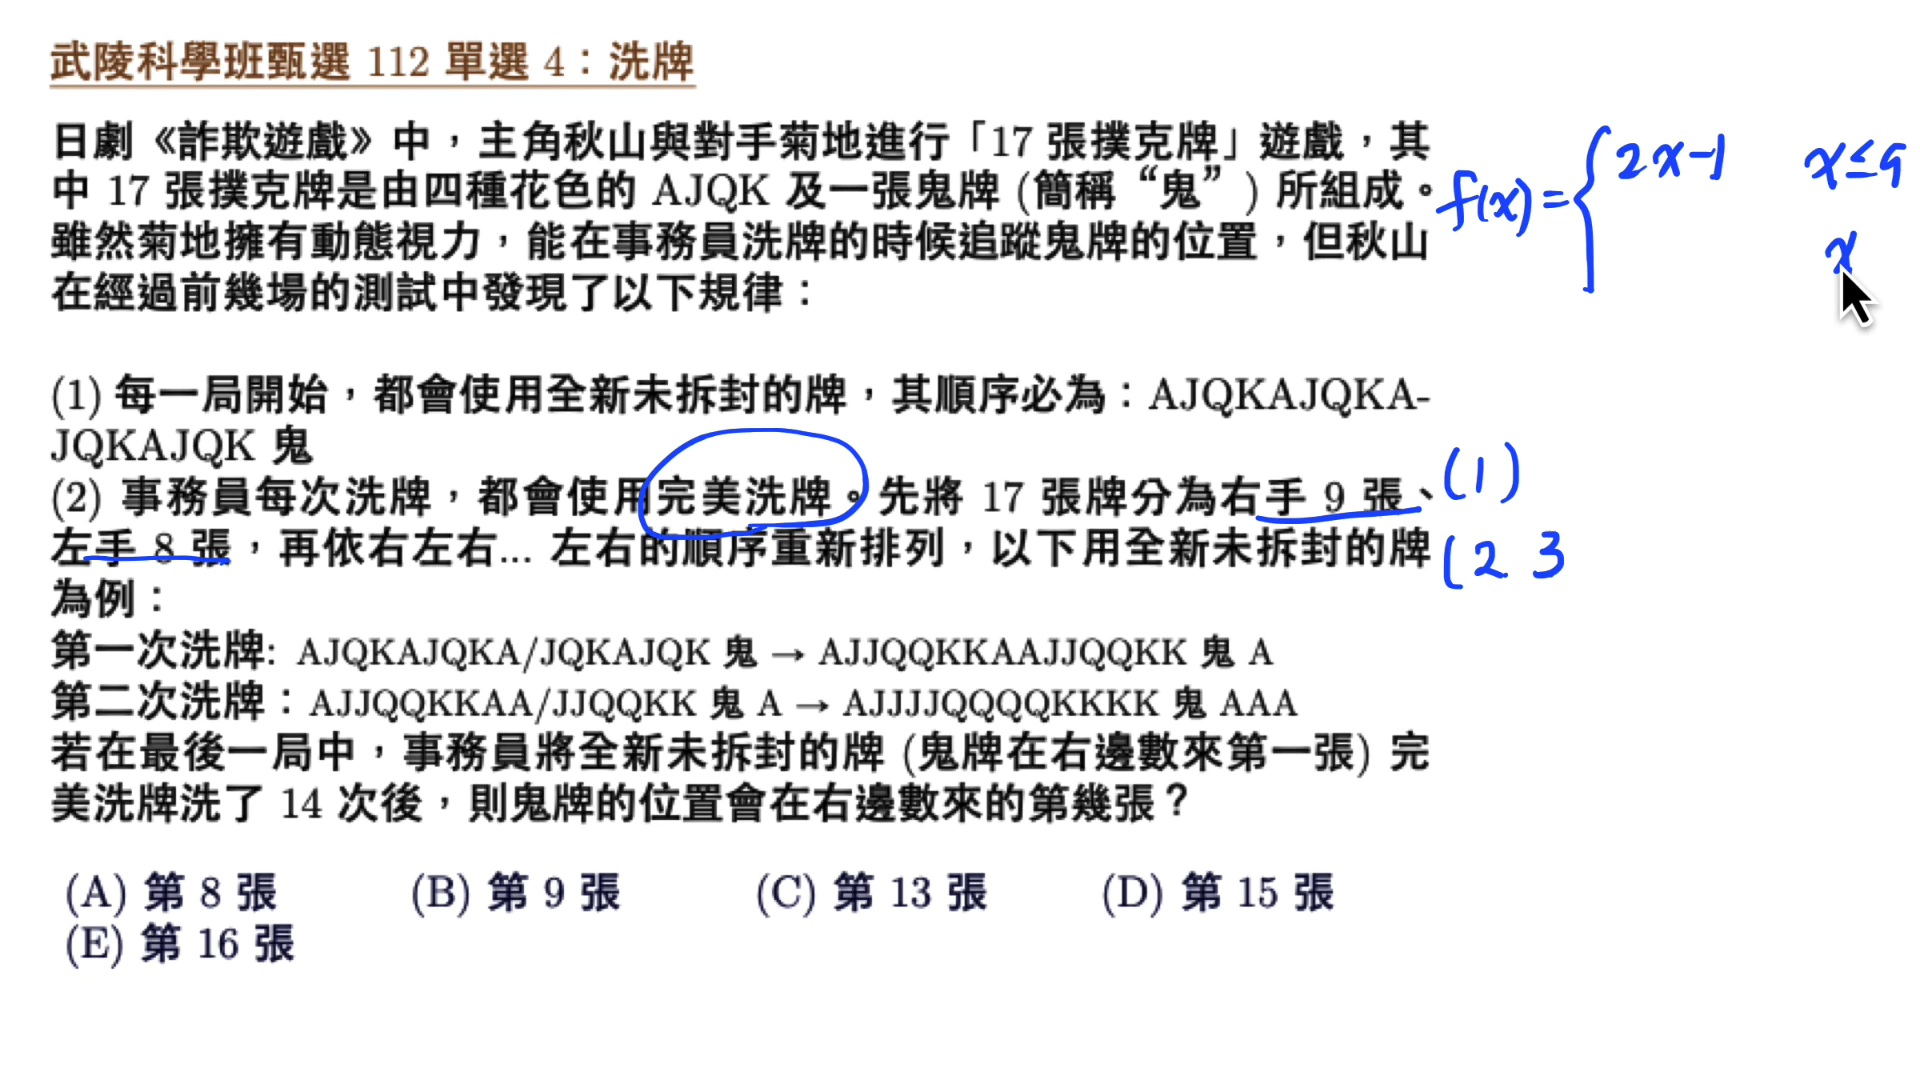 武陵科學班甄選 112 單選 4：洗牌
日劇《詐欺遊戲》中，主角秋山與對手菊地進行「17 張撲克牌」遊戲，其
中 17 張撲克牌是由四種花色的 AJQK 及一張鬼牌 (簡稱 “鬼” ) 所組成。
雖然菊地擁有動態視力，能在事務員洗牌的時候追蹤鬼牌的位置，但秋山
在經過前幾場的測試中發現了以下規律：
f(x)={ 2x-1 x≤9
x
(1) 每一局開始，都會使用全新未拆封的牌，其順序必為：AJQKAJQKA-
JQKAJQK 鬼
(2) 事務員每次洗牌，都會使用完美洗牌。先將 17 張牌分為右手 9 張、
左手 8 張，再依右左右... 左右的順序重新排列，以下用全新未拆封的牌
為例：
(1)
(2 3
第一次洗牌: AJQKAJQKA/JQKAJQK 鬼 → AJJQQKKAAJJQQKK 鬼 A
第二次洗牌：AJJQQKKAA/JJQQKK 鬼 A → AJJJJQQQQKKKK 鬼 AAA
若在最後一局中，事務員將全新未拆封的牌 (鬼牌在右邊數來第一張) 完
美洗牌洗了 14 次後，則鬼牌的位置會在右邊數來的第幾張？
(A) 第 8 張 (B) 第 9 張 (C) 第 13 張 (D) 第 15 張
(E) 第 16 張